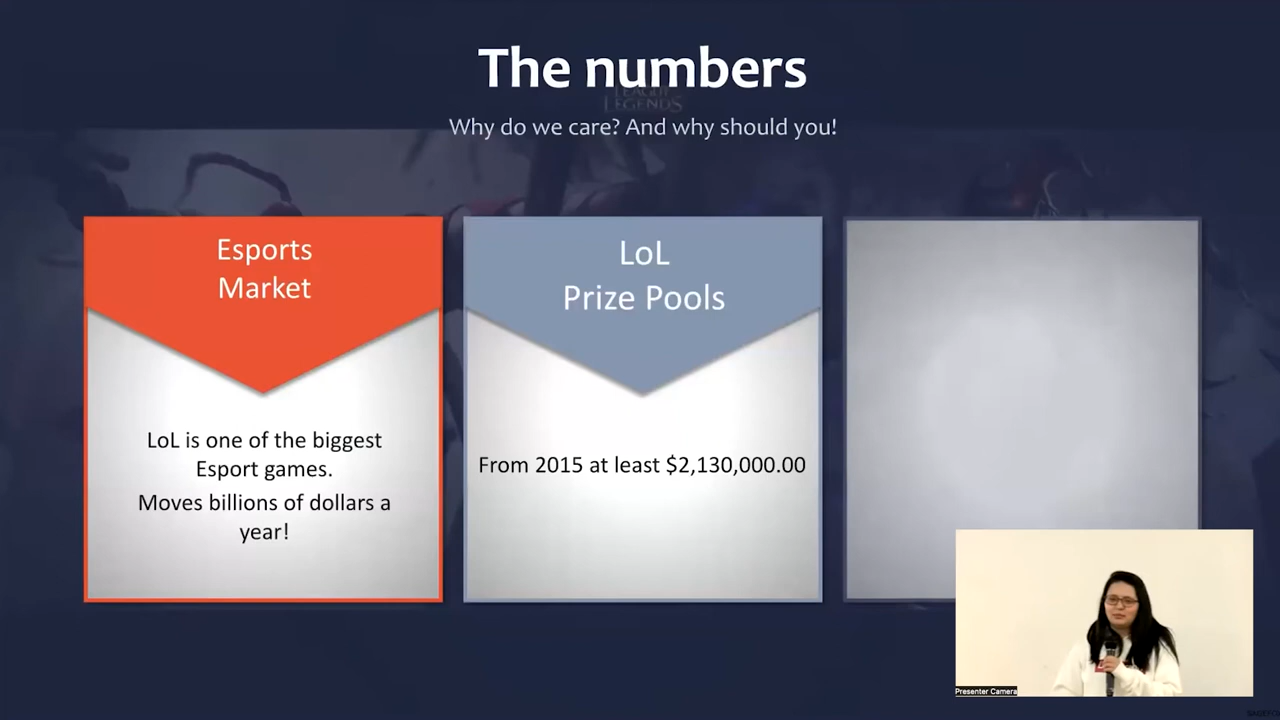 The numbers
LEAGUE
LEGENDS
Why do we care? And why should you!
Esports
Market
LoL is one of the biggest
Esport games.
Moves billions of dollars a
year!
LoL
Prize Pools
From 2015 at least $2,130,000.00
Presenter Camera